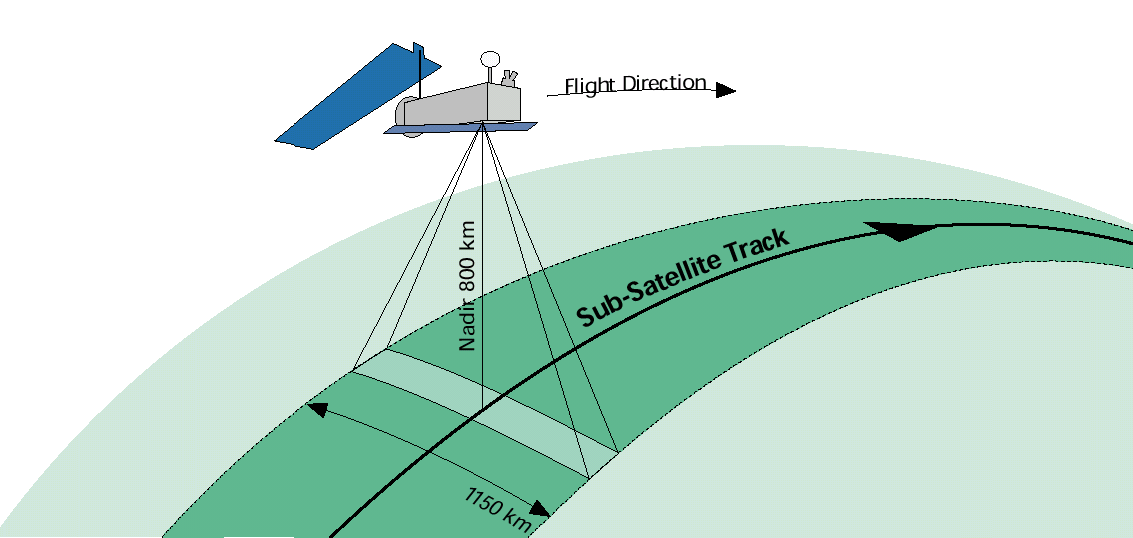 Flight Direction
Nadir 800 km
Sub-Satellite Track
1150 km